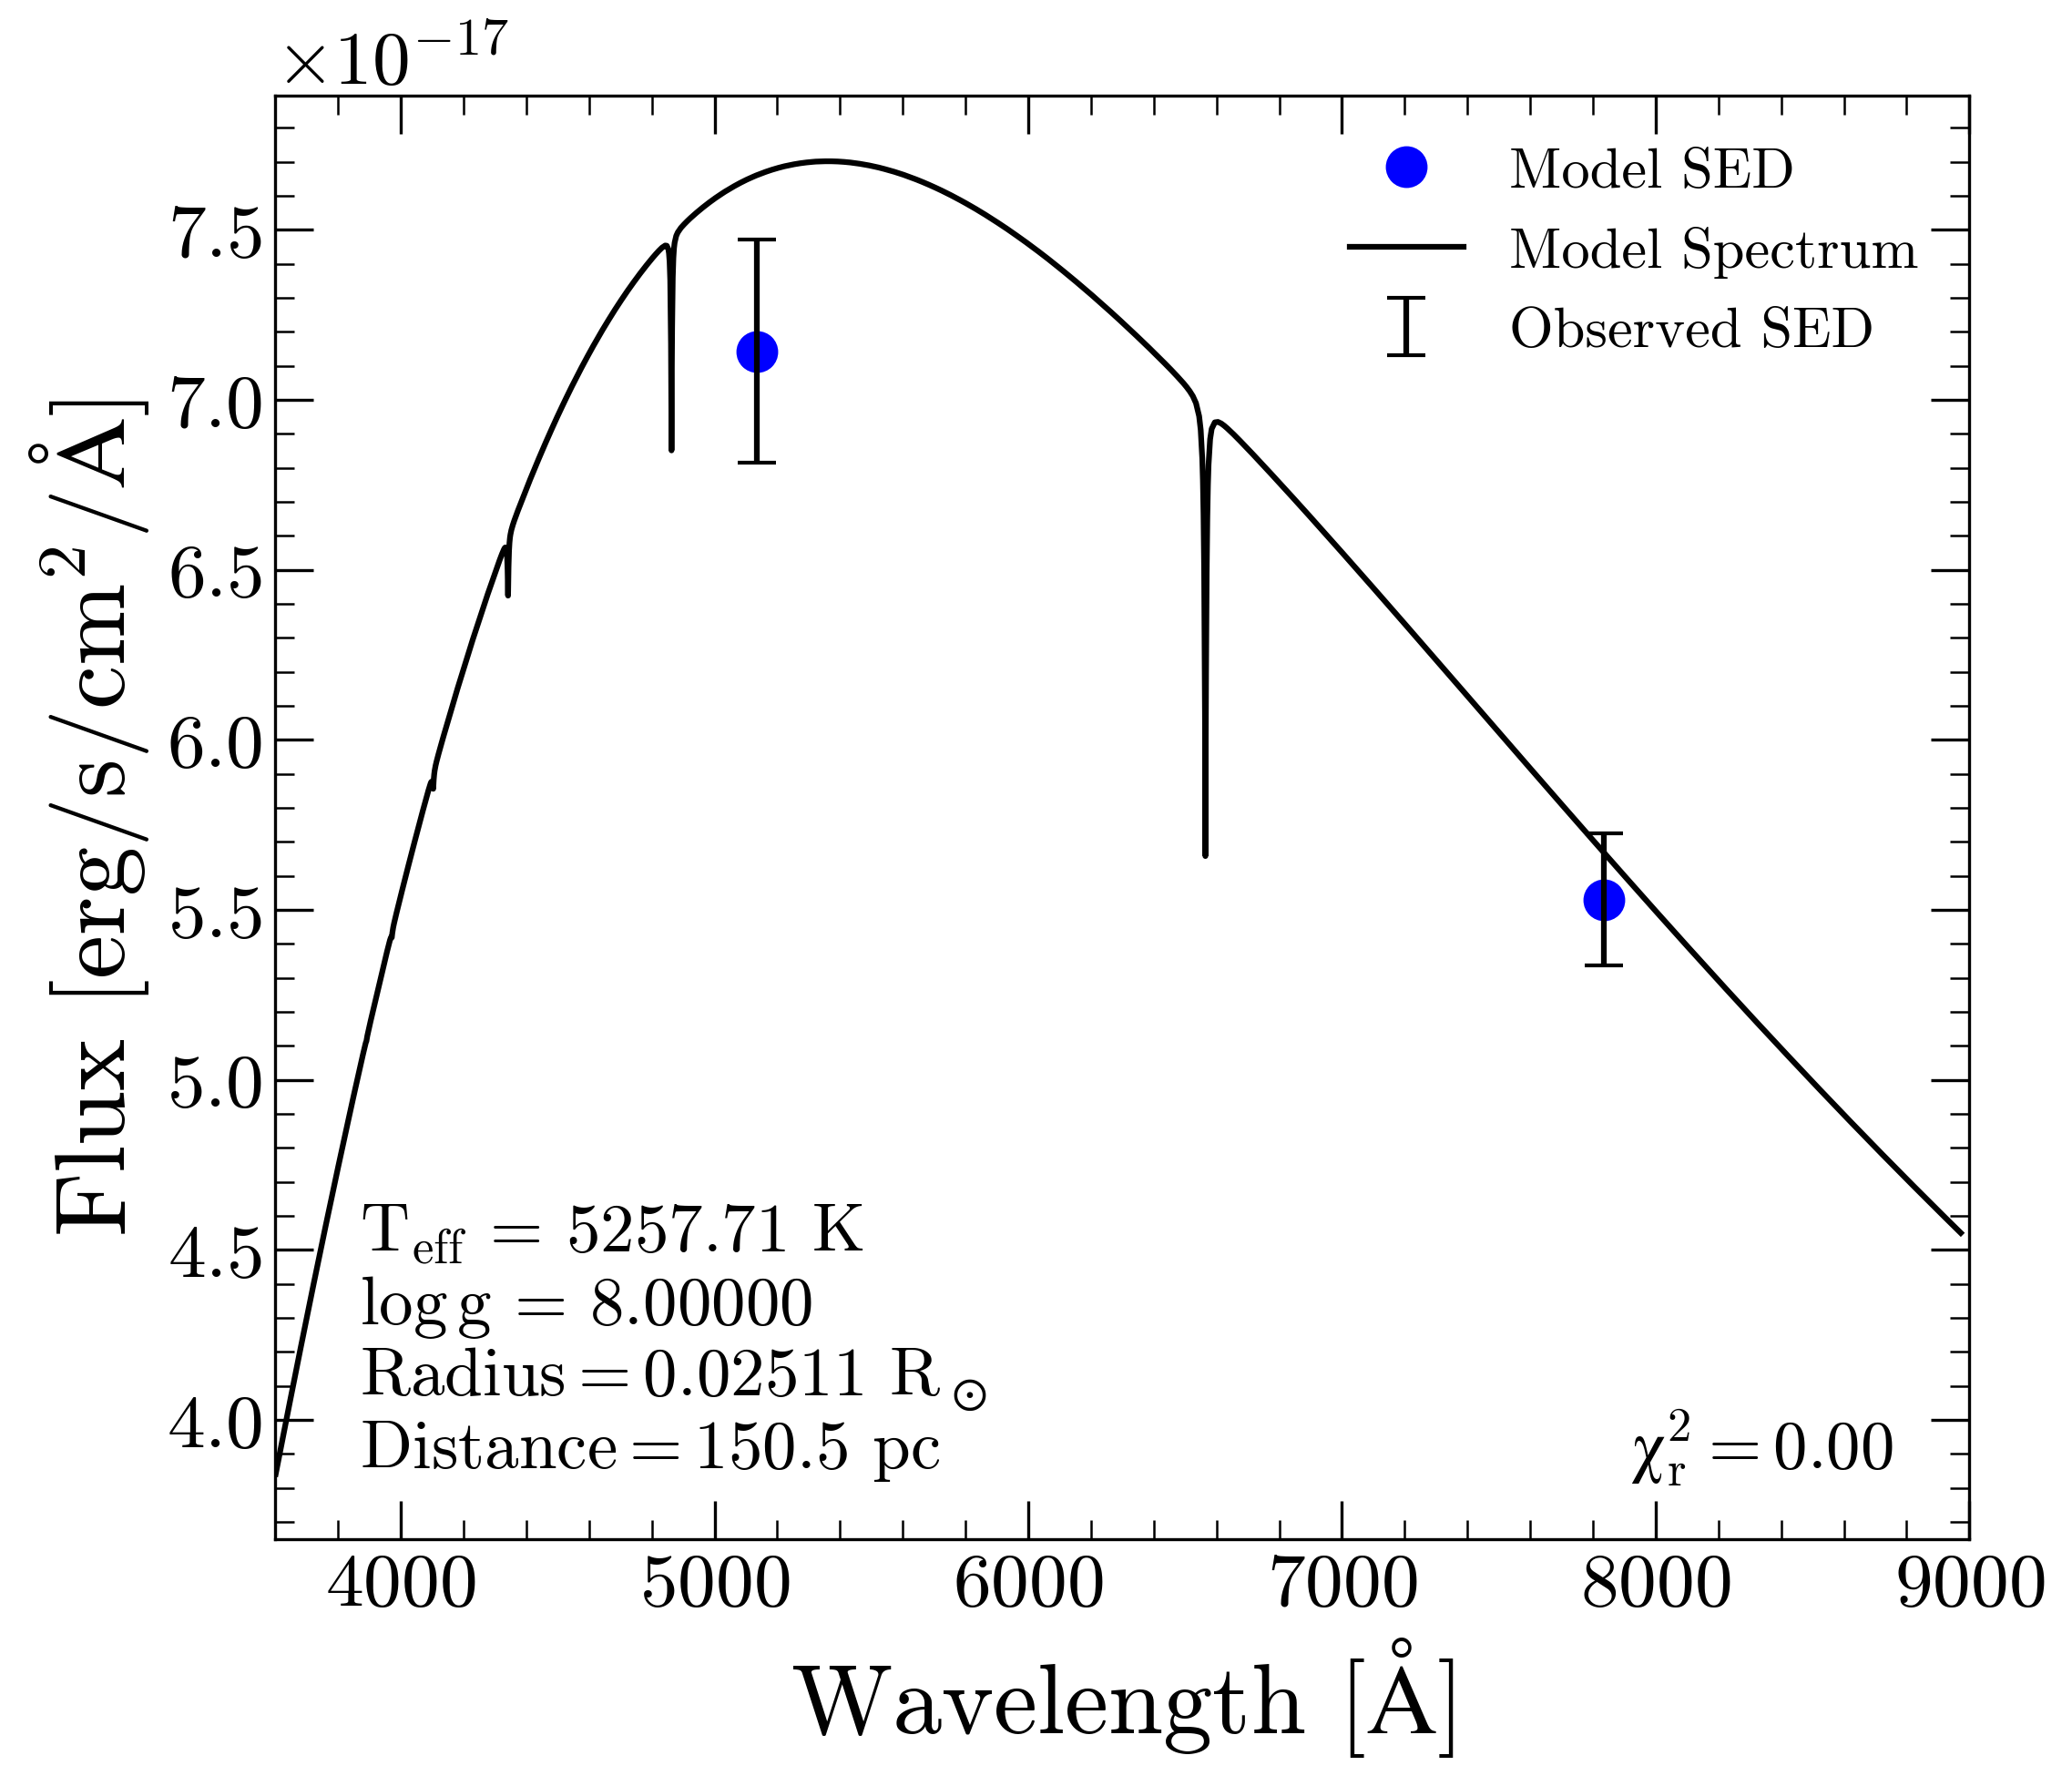 ×10⁻¹⁷
Flux [erg/s/cm²/Å]
7.5
7.0
6.5
6.0
5.5
5.0
4.5
4.0
Model SED
Model Spectrum
Observed SED
T_eff = 5257.71 K
log g = 8.00000
Radius = 0.02511 R_⊙
Distance = 150.5 pc
χ²_r = 0.00
4000 5000 6000 7000 8000 9000
Wavelength [Å]